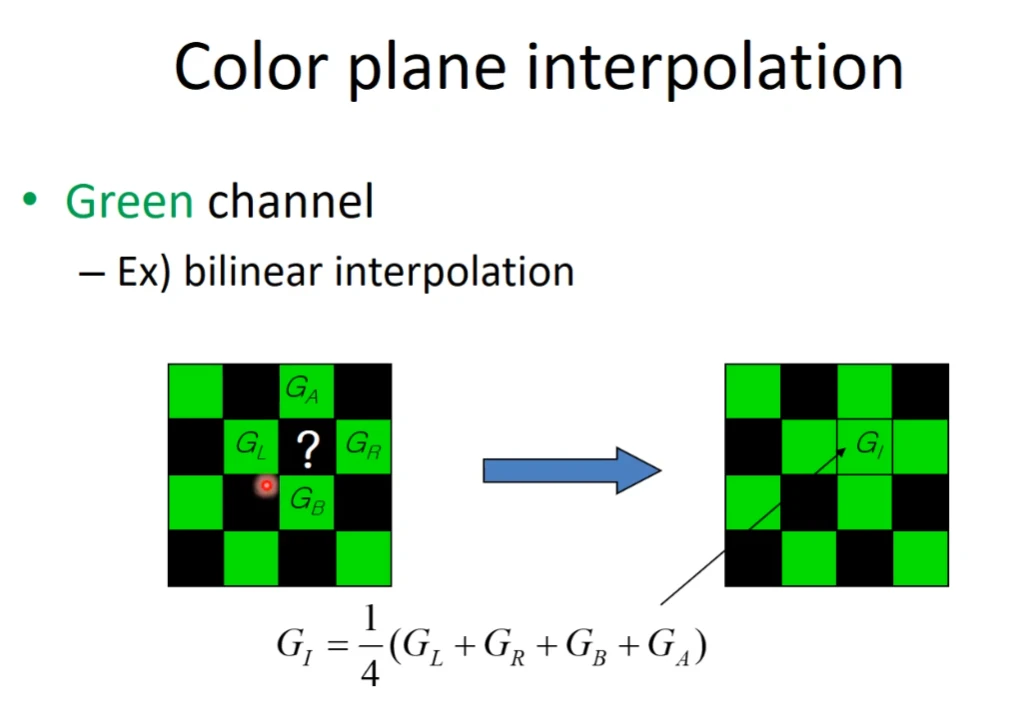 Color plane interpolation
• Green channel
– Ex) bilinear interpolation
G_A
G_L ? G_R
G_B
G_I
G_I = 1/4 (G_L + G_R + G_B + G_A)